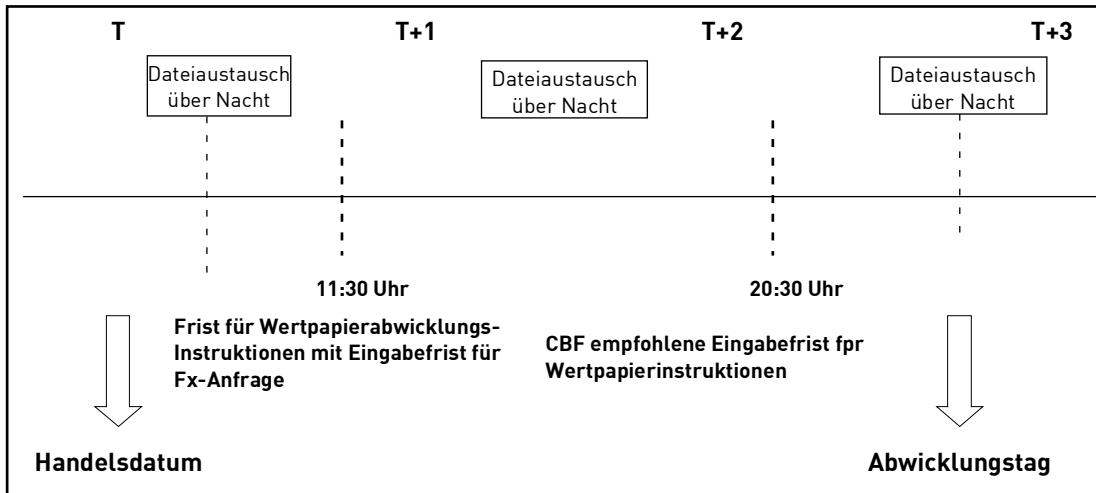 T
T+1
T+2
T+3
Dateiaustausch
über Nacht
Dateiaustausch
über Nacht
Dateiaustausch
über Nacht
11:30 Uhr
20:30 Uhr
Frist für Wertpapierabwicklungs-
Instruktionen mit Eingabefrist für
Fx-Anfrage
CBF empfohlene Eingabefrist fpr
Wertpapierinstruktionen
Handelsdatum
Abwicklungstag